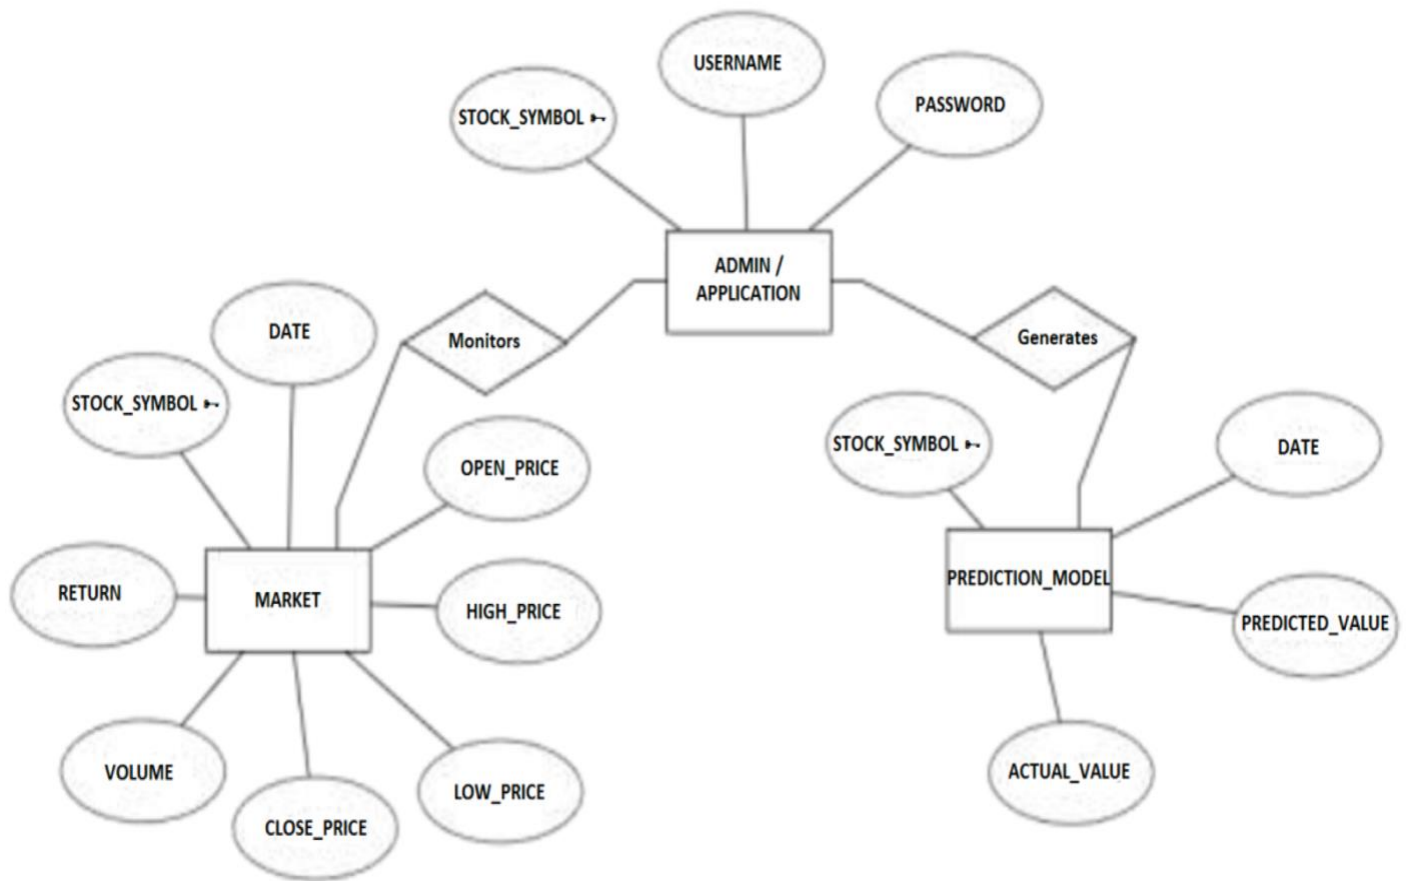 USERNAME
STOCK_SYMBOL
PASSWORD
ADMIN /
APPLICATION
DATE
Monitors
Generates
STOCK_SYMBOL
STOCK_SYMBOL
DATE
OPEN_PRICE
RETURN
MARKET
HIGH_PRICE
PREDICTION_MODEL
PREDICTED_VALUE
VOLUME
LOW_PRICE
CLOSE_PRICE
ACTUAL_VALUE